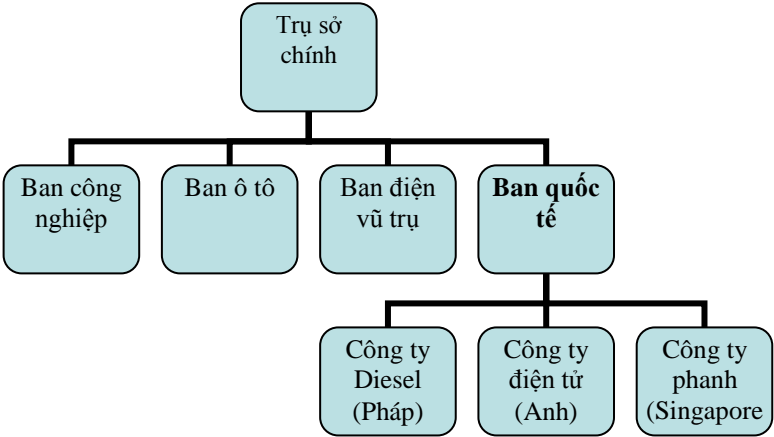 Trụ sở
chính
Ban công
nghiệp
Ban ô tô
Ban điện
vũ trụ
Ban quốc
tế
Công ty
Diesel
(Pháp)
Công ty
điện tử
(Anh)
Công ty
phanh
(Singapore